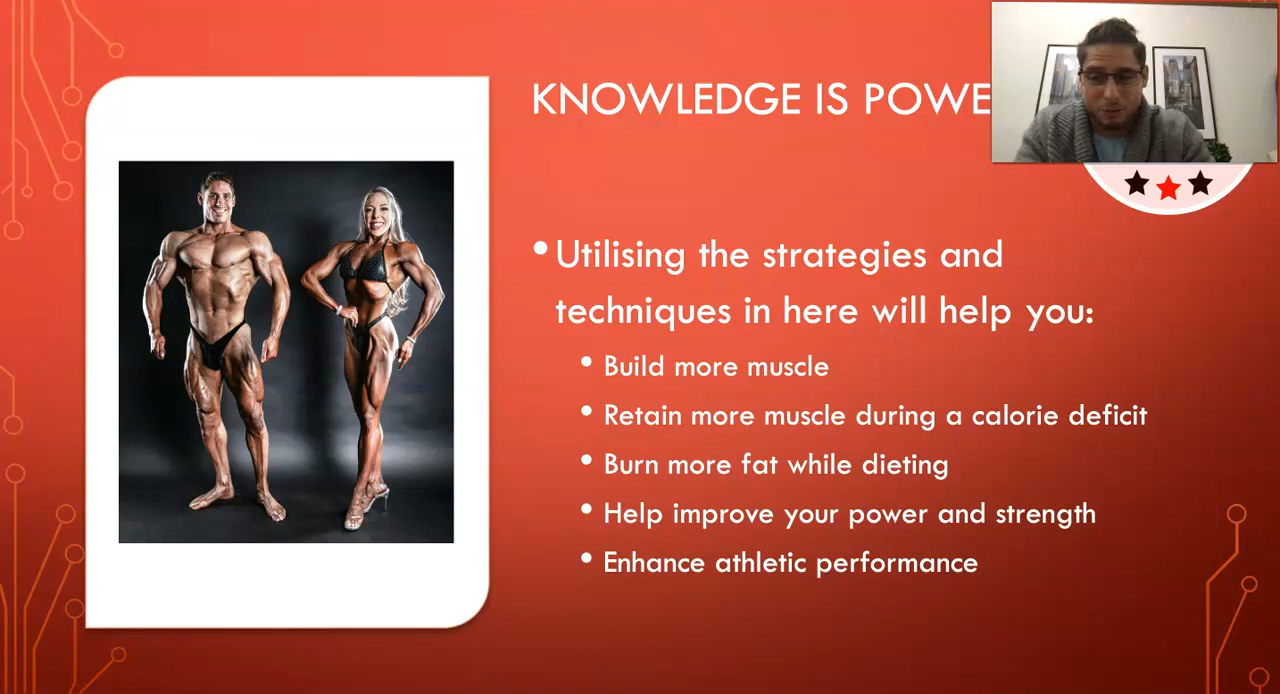 KNOWLEDGE IS POWE
• Utilising the strategies and
techniques in here will help you:
• Build more muscle
• Retain more muscle during a calorie deficit
• Burn more fat while dieting
• Help improve your power and strength
• Enhance athletic performance